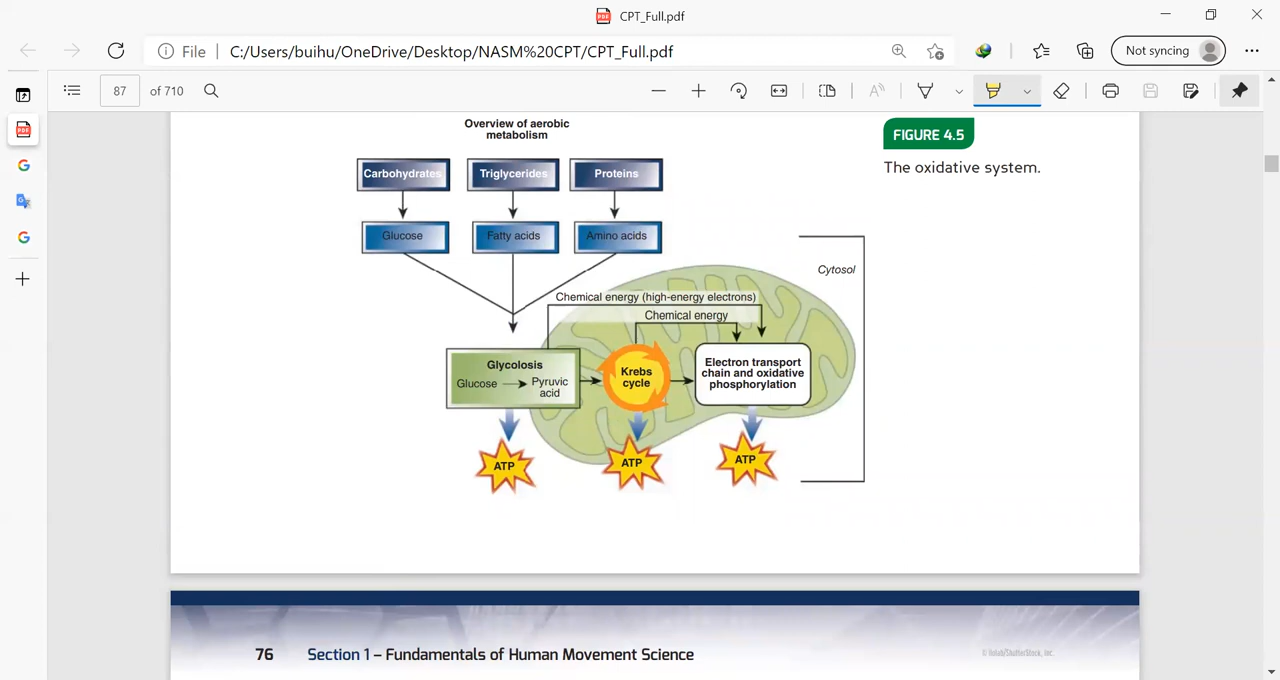 CPT_Full.pdf
File
C:/Users/buihu/OneDrive/Desktop/NASM%20CPT/CPT_Full.pdf
Not syncing
87 of 710
Overview of aerobic
metabolism
FIGURE 4.5
The oxidative system.
Carbohydrates
Triglycerides
Proteins
Glucose
Fatty acids
Amino acids
Cytosol
Chemical energy (high-energy electrons)
Chemical energy
Glycolosis
Glucose
Pyruvic
acid
Krebs
cycle
Electron transport
chain and oxidative
phosphorylation
ATP
ATP
ATP
76 Section 1 – Fundamentals of Human Movement Science